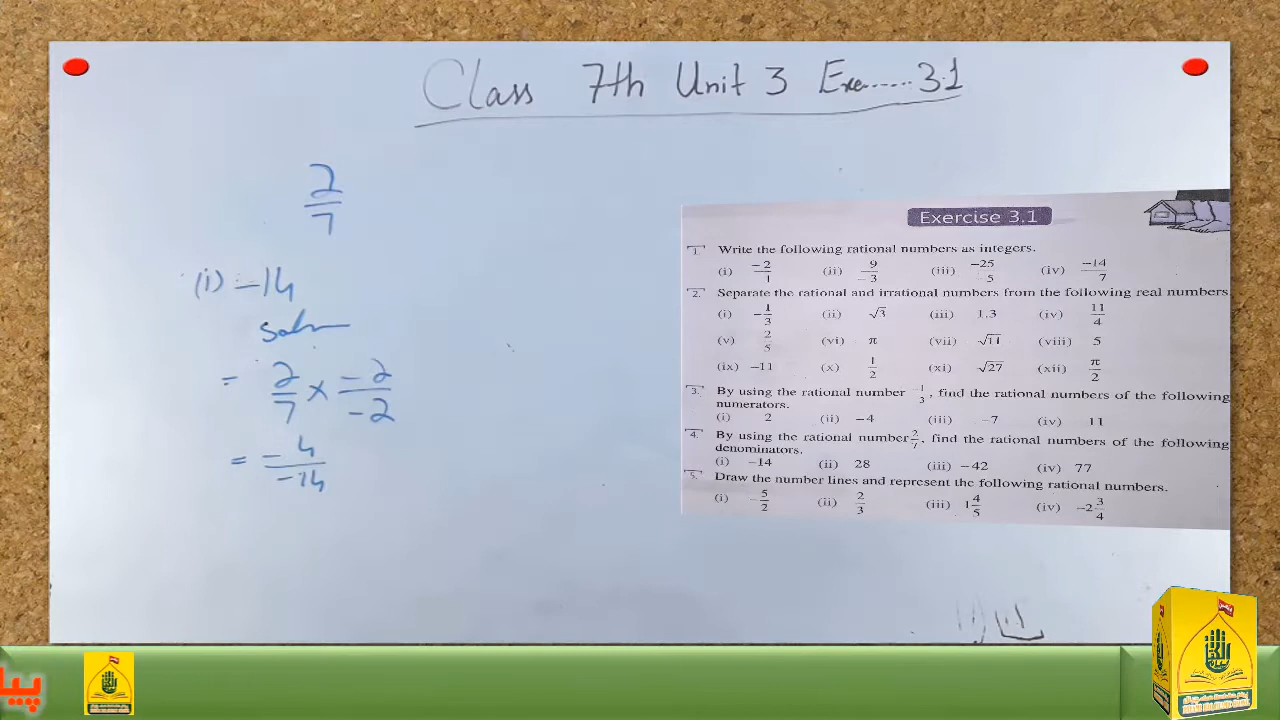 Class 7th Unit 3 Exe......3.1
2/7
(i) -14
Soln
= 2/7 × -2/-2
= -4/-14
Exercise 3.1
1. Write the following rational numbers as integers.
(i) -2/1 (ii) 9/-3 (iii) -25/5 (iv) -14/7
2. Separate the rational and irrational numbers from the following real numbers
(i) -1/3 (ii) √3 (iii) 1.3 (iv) 11/4
(v) 2/5 (vi) π (vii) √11 (viii) 5
(ix) -11 (x) 1/2 (xi) √27 (xii) π/2
3. By using the rational number -1/3, find the rational numbers of the following
numerators.
(i) 2 (ii) -4 (iii) -7 (iv) 11
4. By using the rational number 2/7, find the rational numbers of the following
denominators.
(i) -14 (ii) 28 (iii) -42 (iv) 77
5. Draw the number lines and represent the following rational numbers.
(i) -5/2 (ii) 2/3 (iii) 1 4/5 (iv) -2 3/4